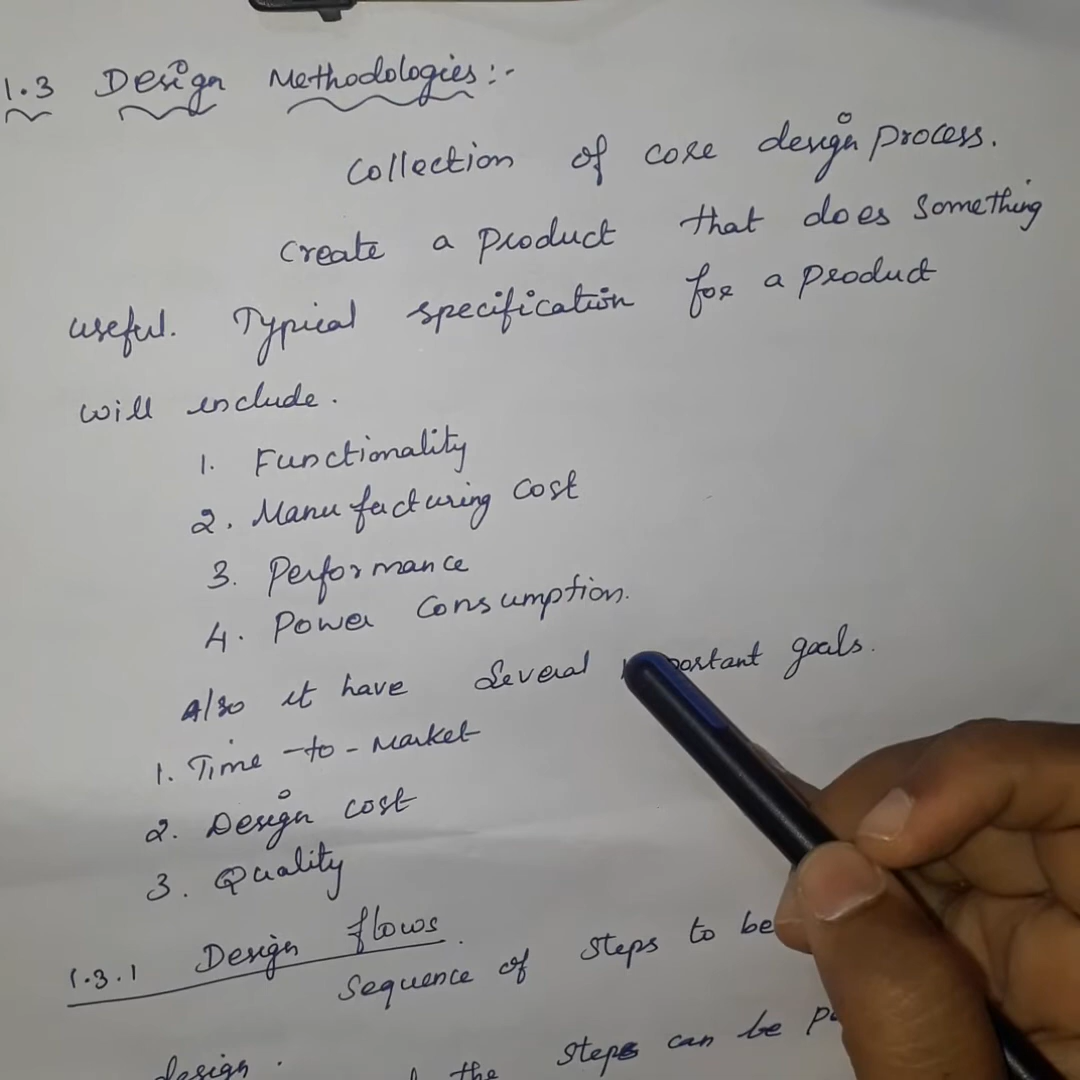 1.3 Design Methodologies:-
Collection of core design process.
Create a product that does something
useful. Typical specification for a product
will include.
1. Functionality
2. Manufacturing cost
3. Performance
4. Power Consumption.
Also it have several goals.
1. Time-to-Market
2. Design cost
3. Quality
1.3.1 Design flows.
Sequence of steps to be
design. the steps can be